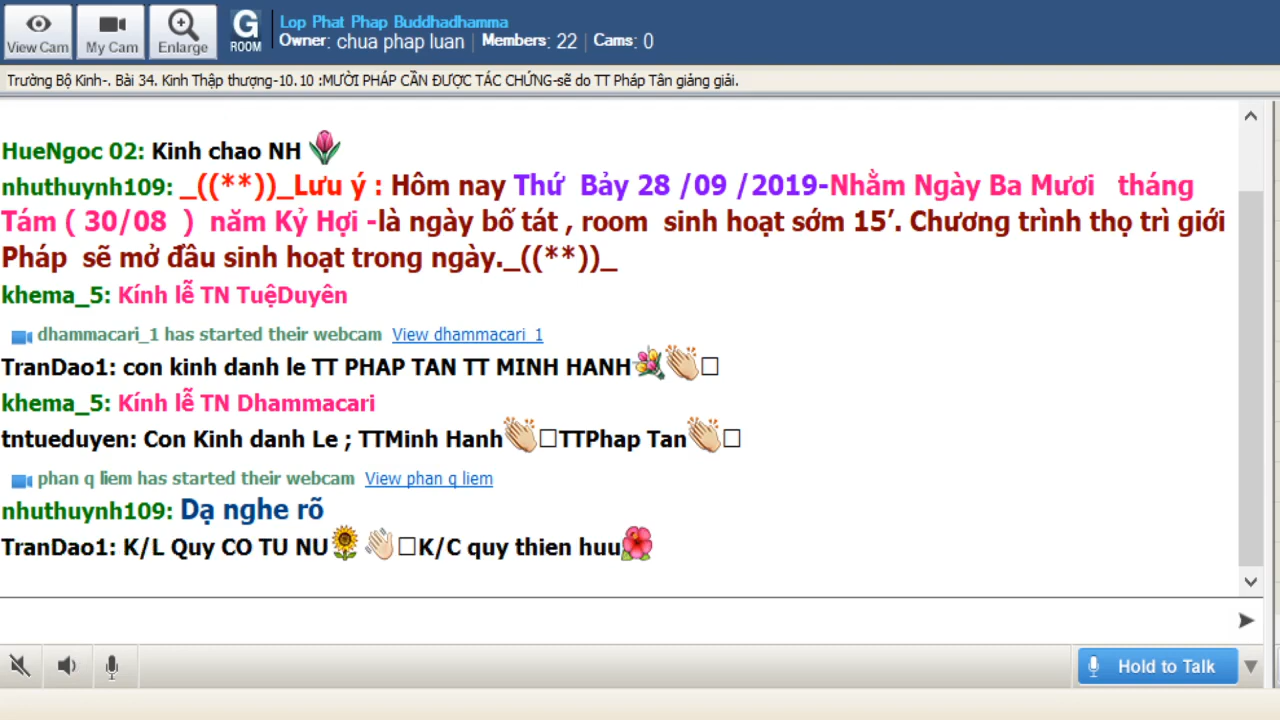 View Cam
My Cam
Enlarge
G
ROOM
Lop Phat Phap Buddhadhamma
Owner: chua phap luan | Members: 22 | Cams: 0
Trường Bộ Kinh-. Bài 34. Kinh Thập thượng-10.10 :MƯỜI PHÁP CẦN ĐƯỢC TÁC CHỨNG-sẽ do TT Pháp Tân giảng giải.
HueNgoc 02: Kinh chao NH
nhuthuynh109: _((**))_Lưu ý : Hôm nay Thứ Bảy 28 /09 /2019-Nhằm Ngày Ba Mươi tháng
Tám ( 30/08 ) năm Kỷ Hợi -là ngày bố tát , room sinh hoạt sớm 15’. Chương trình thọ trì giới
Pháp sẽ mở đầu sinh hoạt trong ngày._((**))_
khema_5: Kính lễ TN TuệDuyên
dhammacari_1 has started their webcam View dhammacari_1
TranDao1: con kinh danh le TT PHAP TAN TT MINH HANH
khema_5: Kính lễ TN Dhammacari
tntueduyen: Con Kinh danh Le ; TTMinh Hanh TTPhap Tan
phan q liem has started their webcam View phan q liem
nhuthuynh109: Dạ nghe rõ
TranDao1: K/L Quy CO TU NU K/C quy thien huu
Hold to Talk